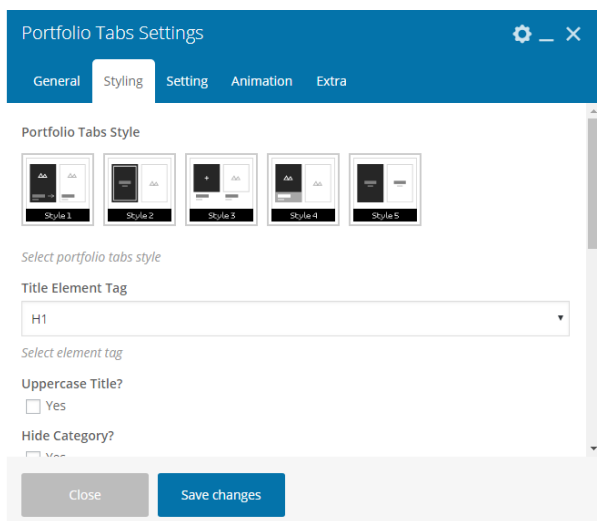 Portfolio Tabs Settings
General Styling Setting Animation Extra
Portfolio Tabs Style
Style 1 Style 2 Style 3 Style 4 Style 5
Select portfolio tabs style
Title Element Tag
H1
Select element tag
Uppercase Title?
Yes
Hide Category?
Yes
Close Save changes